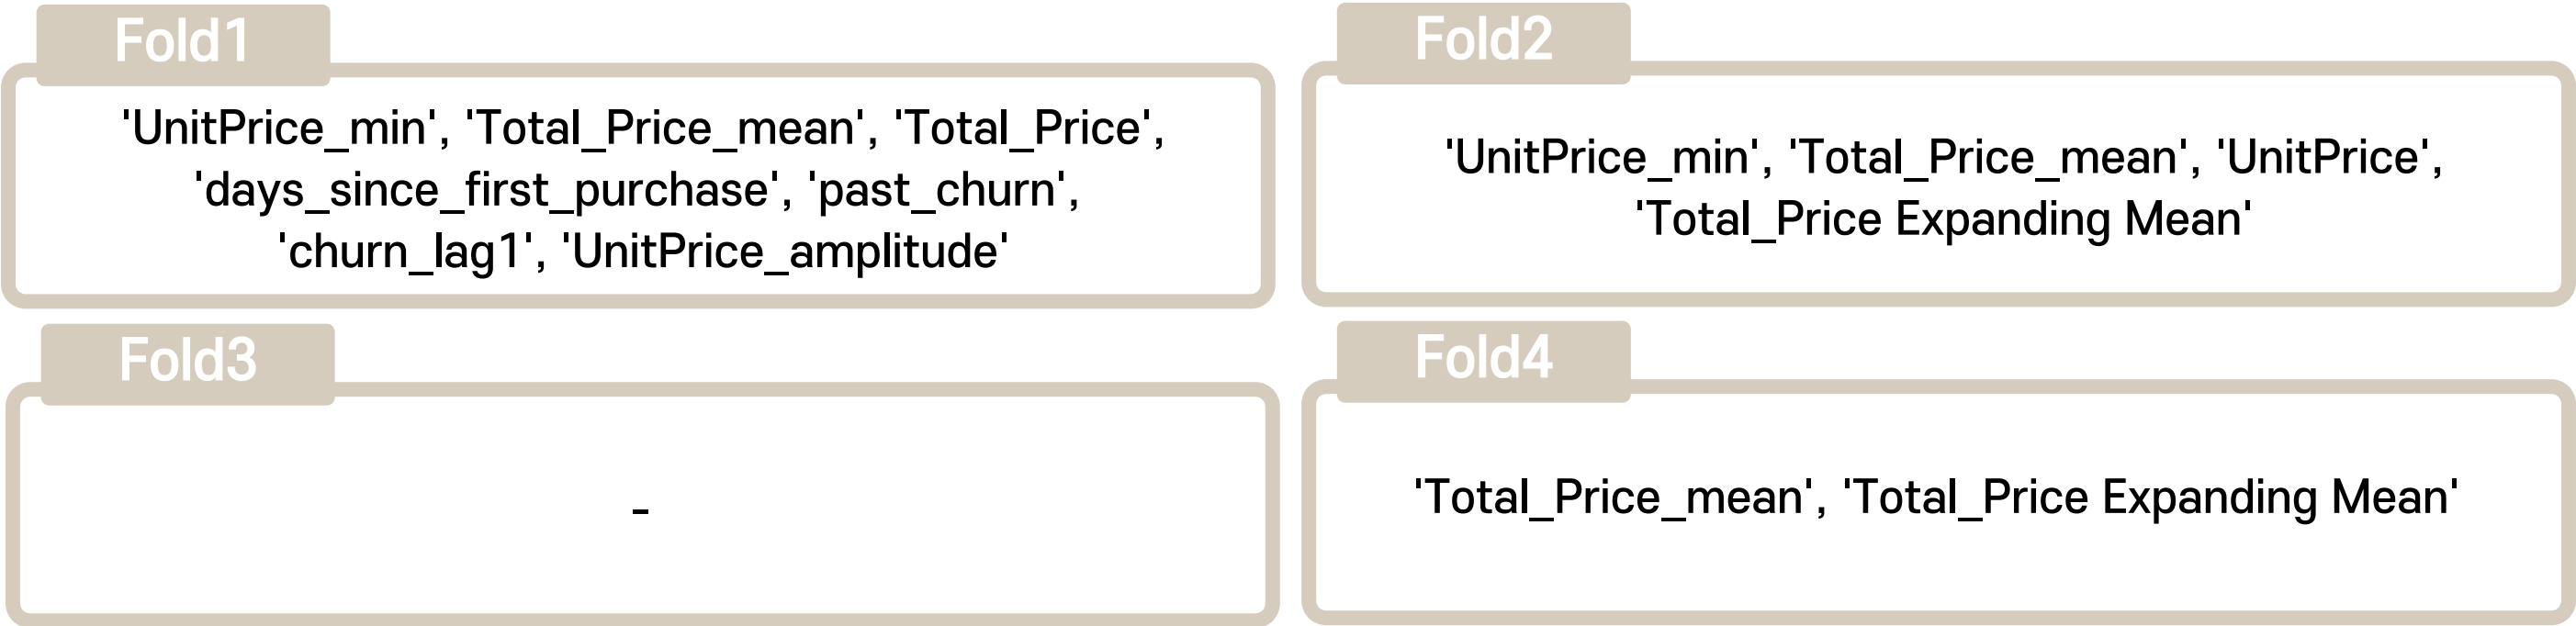 Fold1
'UnitPrice_min', 'Total_Price_mean', 'Total_Price',
'days_since_first_purchase', 'past_churn',
'churn_lag1', 'UnitPrice_amplitude'
Fold2
'UnitPrice_min', 'Total_Price_mean', 'UnitPrice',
'Total_Price Expanding Mean'
Fold3
-
Fold4
'Total_Price_mean', 'Total_Price Expanding Mean'